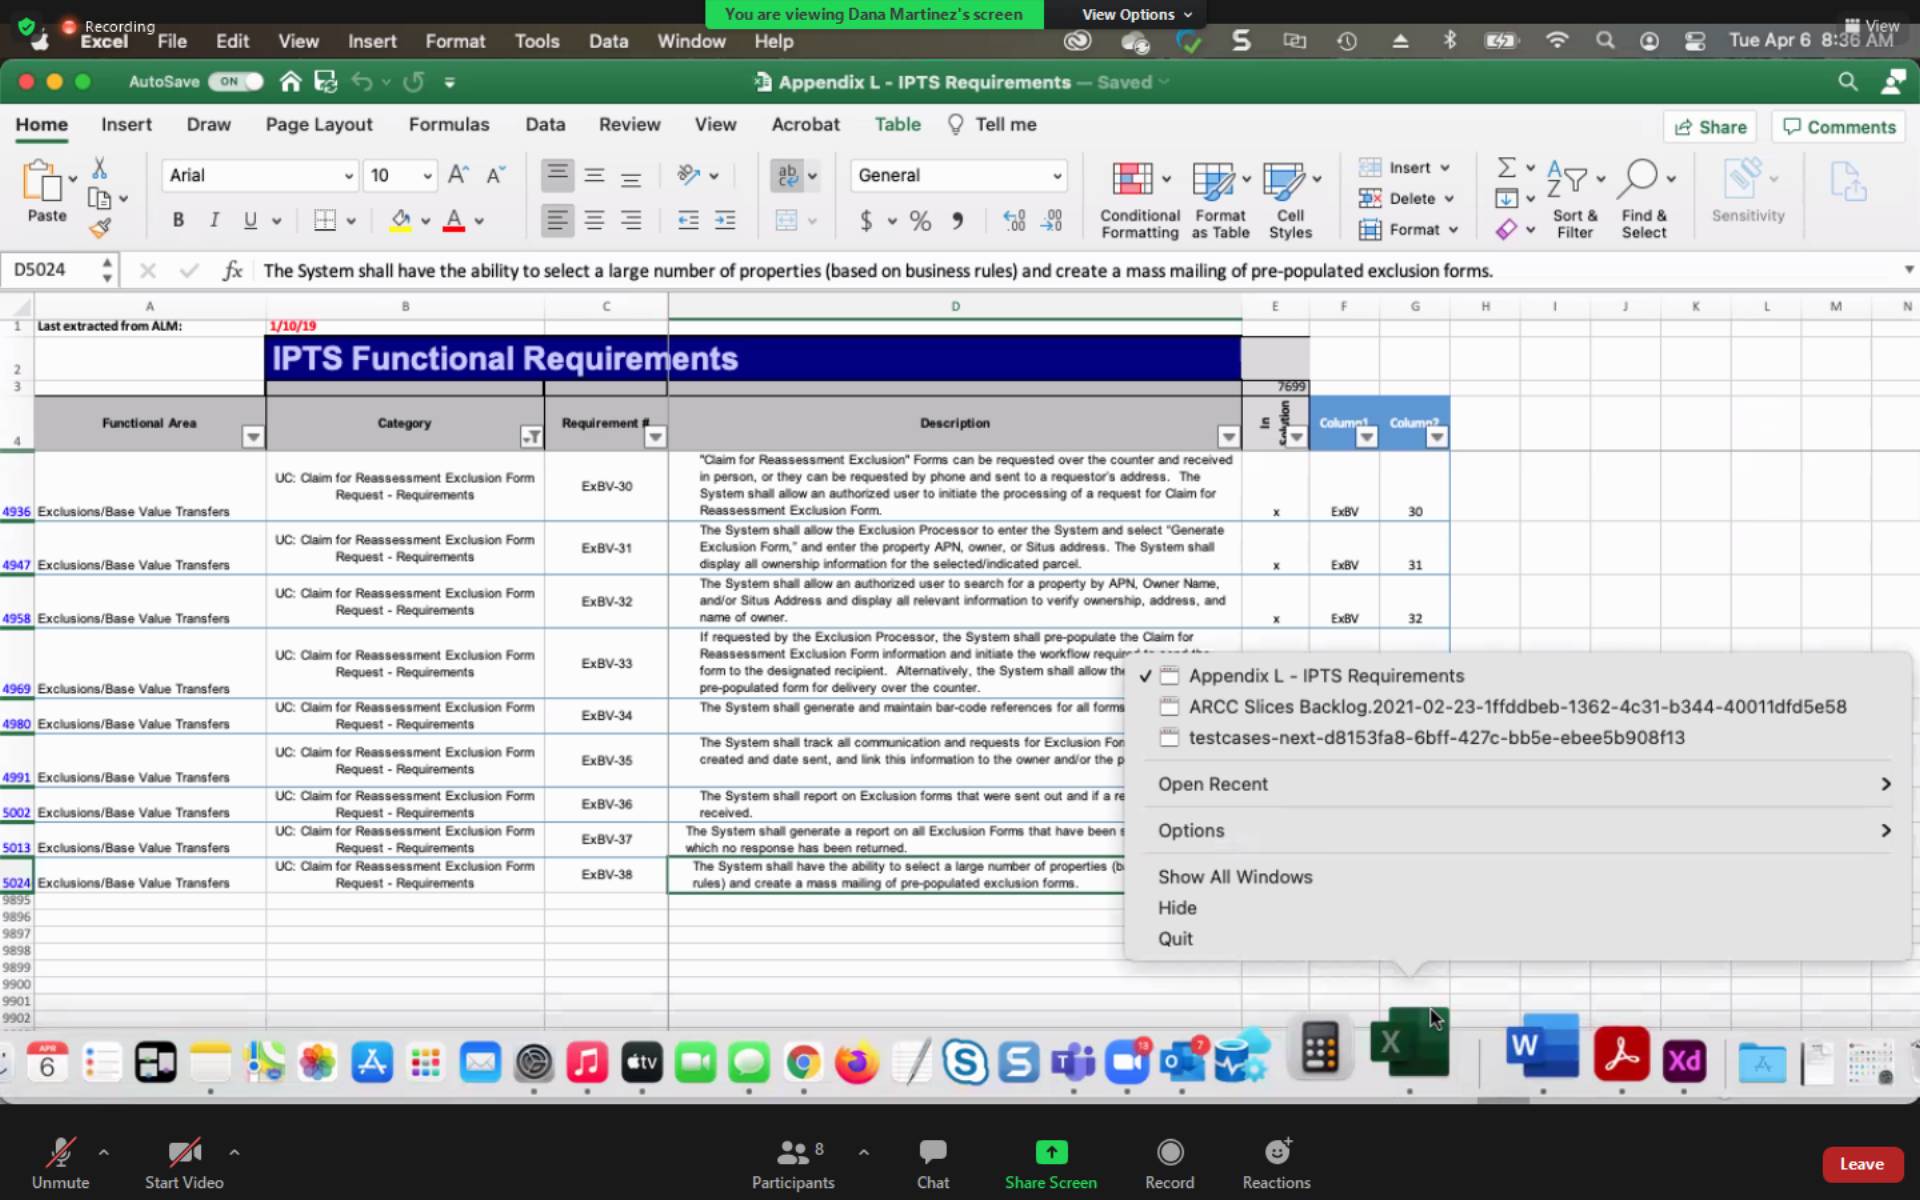 Recording
You are viewing Dana Martinez's screen
View Options
View
Excel File Edit View Insert Format Tools Data Window Help
Tue Apr 6 8:36 AM
AutoSave ON
Appendix L - IPTS Requirements — Saved
Home Insert Draw Page Layout Formulas Data Review View Acrobat Table Tell me
Share Comments
Paste
Arial 10
B I U
General
$ % 9
Conditional Formatting
Format as Table
Cell Styles
Insert
Delete
Format
Sort & Filter
Find & Select
Sensitivity
D5024 fx The System shall have the ability to select a large number of properties (based on business rules) and create a mass mailing of pre-populated exclusion forms.
A B C D E F G H I J K L M N
1 Last extracted from ALM: 1/10/19
2 IPTS Functional Requirements
3 7699
4 Functional Area Category Requirement # Description In Solution Column1 Column2
"Claim for Reassessment Exclusion" Forms can be requested over the counter and received
in person, or they can be requested by phone and sent to a requestor's address. The
System shall allow an authorized user to initiate the processing of a request for Claim for
Reassessment Exclusion Form.
4936 Exclusions/Base Value Transfers
UC: Claim for Reassessment Exclusion Form
Request - Requirements
ExBV-30
x ExBV 30
The System shall allow the Exclusion Processor to enter the System and select "Generate
Exclusion Form," and enter the property APN, owner, or Situs address. The System shall
display all ownership information for the selected/indicated parcel.
4947 Exclusions/Base Value Transfers
UC: Claim for Reassessment Exclusion Form
Request - Requirements
ExBV-31
x ExBV 31
The System shall allow an authorized user to search for a property by APN, Owner Name,
and/or Situs Address and display all relevant information to verify ownership, address, and
name of owner.
4958 Exclusions/Base Value Transfers
UC: Claim for Reassessment Exclusion Form
Request - Requirements
ExBV-32
x ExBV 32
If requested by the Exclusion Processor, the System shall pre-populate the Claim for
Reassessment Exclusion Form information and initiate the workflow required to send the
form to the designated recipient. Alternatively, the System shall allow the
pre-populated form for delivery over the counter.
4969 Exclusions/Base Value Transfers
UC: Claim for Reassessment Exclusion Form
Request - Requirements
ExBV-33
4980 Exclusions/Base Value Transfers
UC: Claim for Reassessment Exclusion Form
Request - Requirements
ExBV-34
The System shall generate and maintain bar-code references for all forms
4991 Exclusions/Base Value Transfers
UC: Claim for Reassessment Exclusion Form
Request - Requirements
ExBV-35
The System shall track all communication and requests for Exclusion For
created and date sent, and link this information to the owner and/or the p
5002 Exclusions/Base Value Transfers
UC: Claim for Reassessment Exclusion Form
Request - Requirements
ExBV-36
The System shall report on Exclusion forms that were sent out and if a re
received.
5013 Exclusions/Base Value Transfers
UC: Claim for Reassessment Exclusion Form
Request - Requirements
ExBV-37
The System shall generate a report on all Exclusion Forms that have been s
which no response has been returned.
5024 Exclusions/Base Value Transfers
UC: Claim for Reassessment Exclusion Form
Request - Requirements
ExBV-38
The System shall have the ability to select a large number of properties (b
rules) and create a mass mailing of pre-populated exclusion forms.
9895
9896
9897
9898
9899
9900
9901
9902
Appendix L - IPTS Requirements
ARCC Slices Backlog.2021-02-23-1ffddbeb-1362-4c31-b344-40011dfd5e58
testcases-next-d8153fa8-6bff-427c-bb5e-ebee5b908f13
Open Recent
Options
Show All Windows
Hide
Quit
APR 6 tv 13 7 X W Xd
Unmute
Start Video
Participants 8
Chat
Share Screen
Record
Reactions
Leave